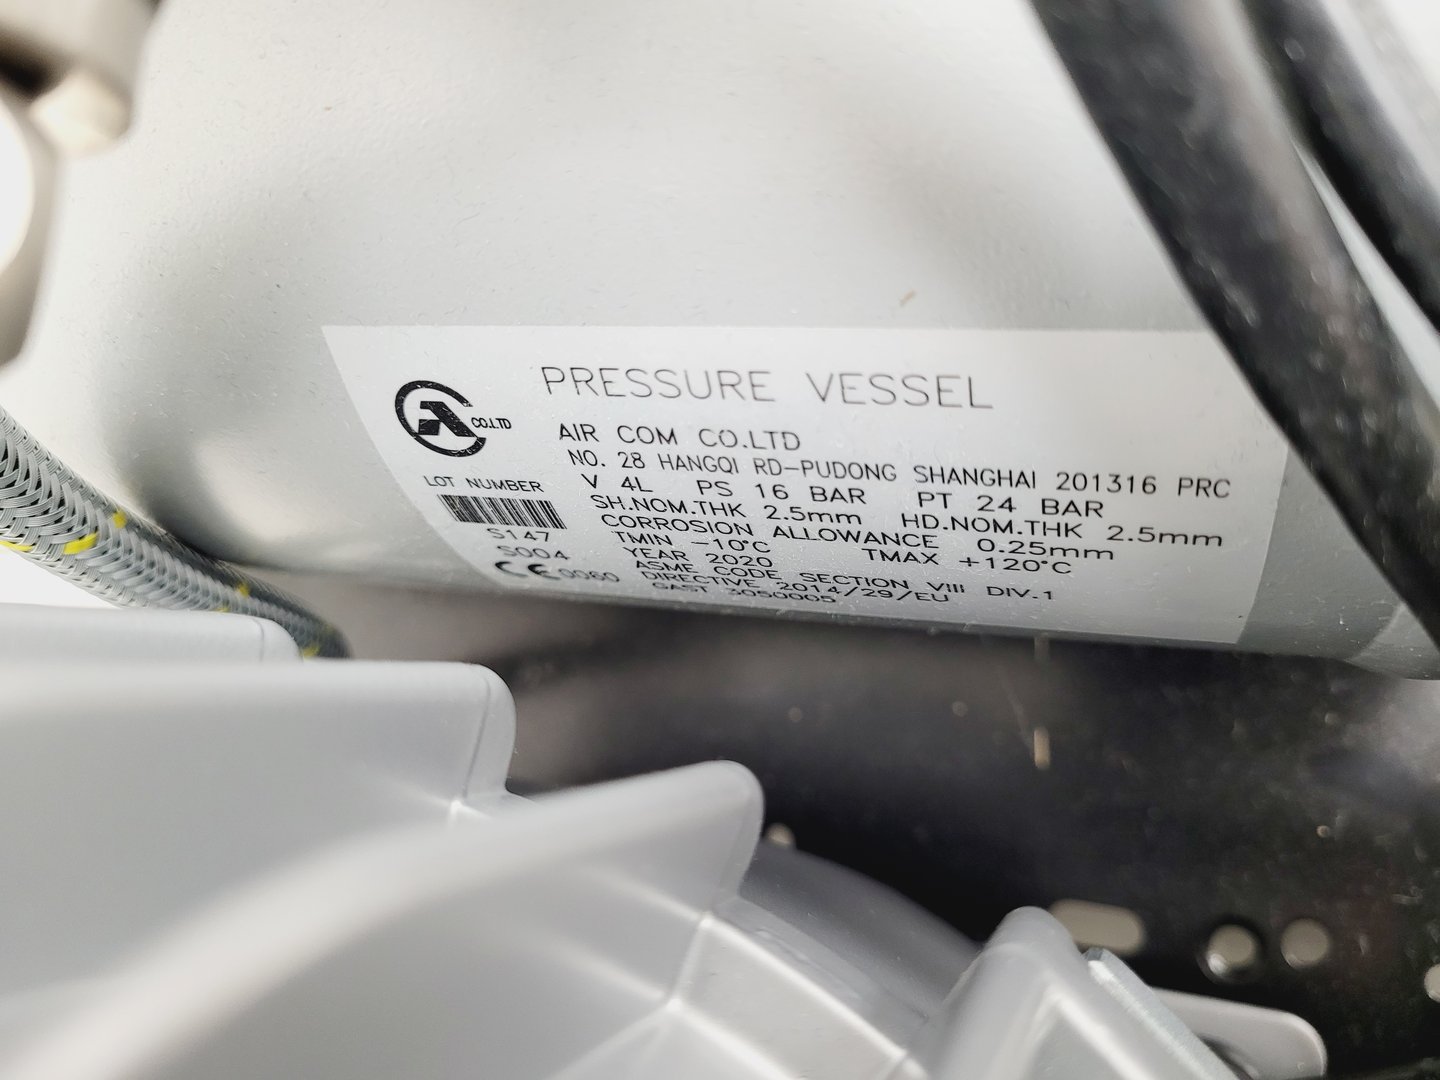 PRESSURE VESSEL
A CO.LTD
AIR COM CO.LTD
NO. 28 HANGQI RD-PUDONG SHANGHAI 201316 PRC
V 4L PS 16 BAR PT 24 BAR
SH.NOM.THK 2.5mm HD.NOM.THK 2.5mm
CORROSION ALLOWANCE 0.25mm
TMIN -10°C TMAX +120°C
YEAR 2020
ASME CODE SECTION VIII DIV.1
DIRECTIVE 2014/29/EU
GAST 3050005
LOT NUMBER
S147
S004
CE 0060